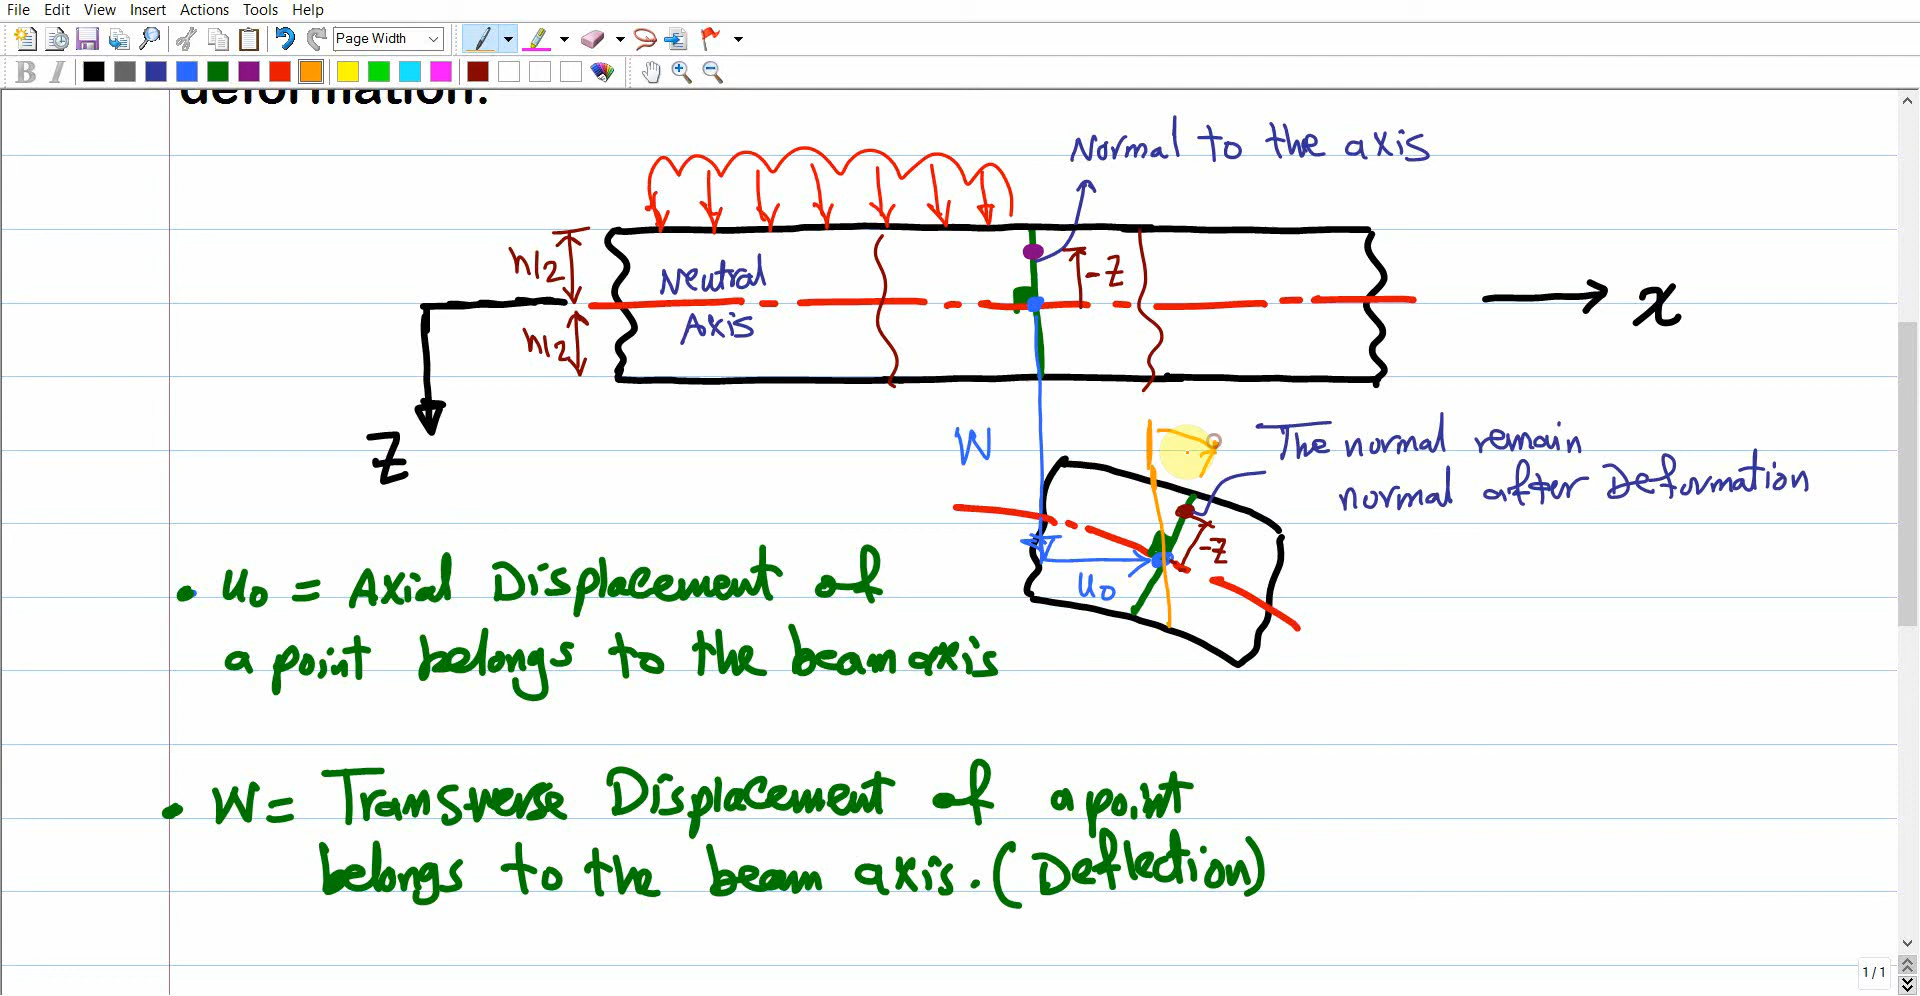 File Edit View Insert Actions Tools Help
Page Width
B I
deformation.
Normal to the axis
h/2
Neutral
Axis
-z
h/2
x
z
W
The normal remain
normal after Deformation
-z
u0
• u0 = Axial Displacement of
a point belongs to the beam axis
• W = Transverse Displacement of a point
belongs to the beam axis. (Deflection)
1 / 1